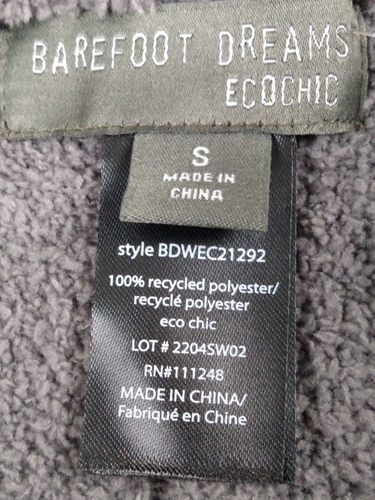 BAREFOOT DREAMS
ECOCHIC
S
MADE IN
CHINA
style BDWEC21292
100% recycled polyester/
recyclé polyester
eco chic
LOT # 2204SW02
RN#111248
MADE IN CHINA/
Fabriqué en Chine